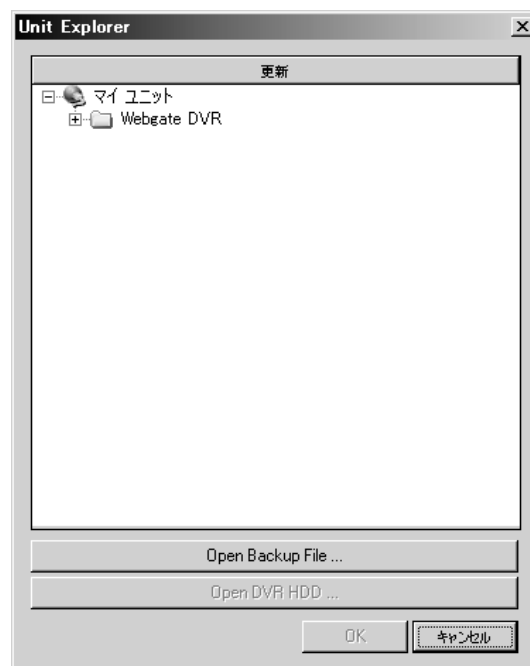 Unit Explorer
更新
マイ ユニット
Webgate DVR
Open Backup File ...
Open DVR HDD ...
OK
キャンセル